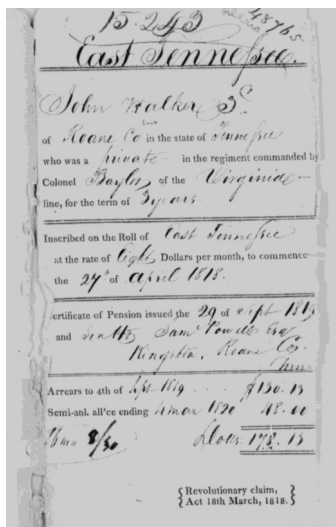 15.243
18765
East Tennessee.
John Walker 3d
of Roane Co in the state of Tennessee
who was a private in the regiment commanded by
Colonel Baylor of the Virginia
line, for the term of 3 years
Inscribed on the Roll of East Tennessee
at the rate of Eight Dollars per month, to commence
the 27th of April 1818.
ertificate of Pension issued the 29 of Sept 1819
and Sent to Saml Powell Esq
Kingston, Roane Co.
Tenn
Arrears to 4th of Sept 1819 $130.13
Semi-anl. all'ce ending 4 Mar 1820 48.00
178.13
{Revolutionary claim,
Act 18th March, 1818.}